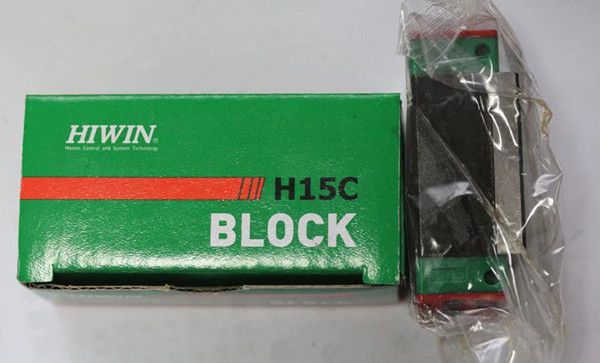 HIWIN®
Motion Control and System Technology
H15C
BLOCK